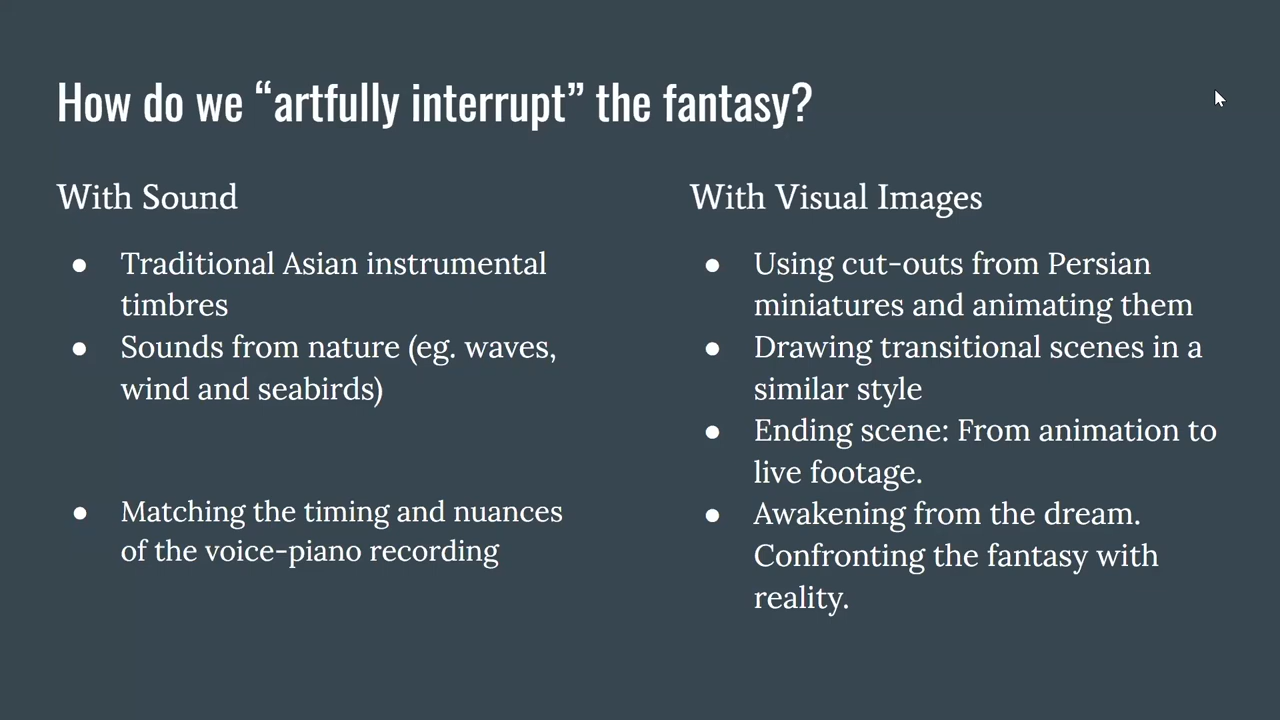 How do we “artfully interrupt” the fantasy?
With Sound
● Traditional Asian instrumental
timbres
● Sounds from nature (eg. waves,
wind and seabirds)
● Matching the timing and nuances
of the voice-piano recording
With Visual Images
● Using cut-outs from Persian
miniatures and animating them
● Drawing transitional scenes in a
similar style
● Ending scene: From animation to
live footage.
● Awakening from the dream.
Confronting the fantasy with
reality.